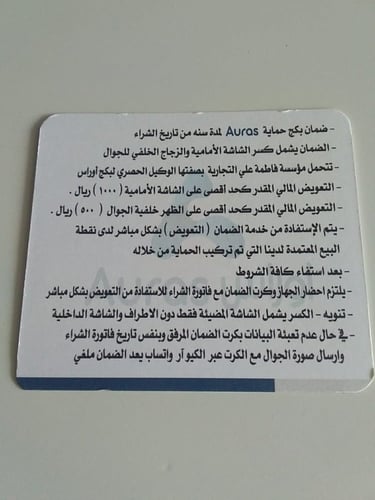 - ضمان بكج حماية Auras لمدة سنه من تاريخ الشراء
- الضمان يشمل كسر الشاشة الأمامية والزجاج الخلفي للجوال
- تتحمل مؤسسة فاطمة علي التجارية بصفتها الوكيل الحصري لبكج اوراس
التعويض المالي المقدر كحد أقصى على الشاشة الأمامية ( ١٠٠٠ ) ريال .
- التعويض المالي المقدر كحد أقصى على الظهر خلفية الجوال ( ٥٠٠ ) ريال .
- يتم الإستفادة من خدمة الضمان ( التعويض ) بشكل مباشر لدى نقطة
البيع المعتمدة لدينا التي تم تركيب الحماية من خلاله
- بعد استفاء كافة الشروط
- يلتزم احضار الجهاز وكرت الضمان مع فاتورة الشراء للاستفادة من التعويض بشكل مباشر
تنويه - الكسر يشمل الشاشة المضيئة فقط دون الاطراف والشاشة الداخلية
- في حال عدم تعبئة البيانات بكرت الضمان المرفق وبنفس تاريخ فاتورة الشراء
وارسال صورة الجوال مع الكرت عبر الكيو آر واتساب يعد الضمان ملغي
Auras